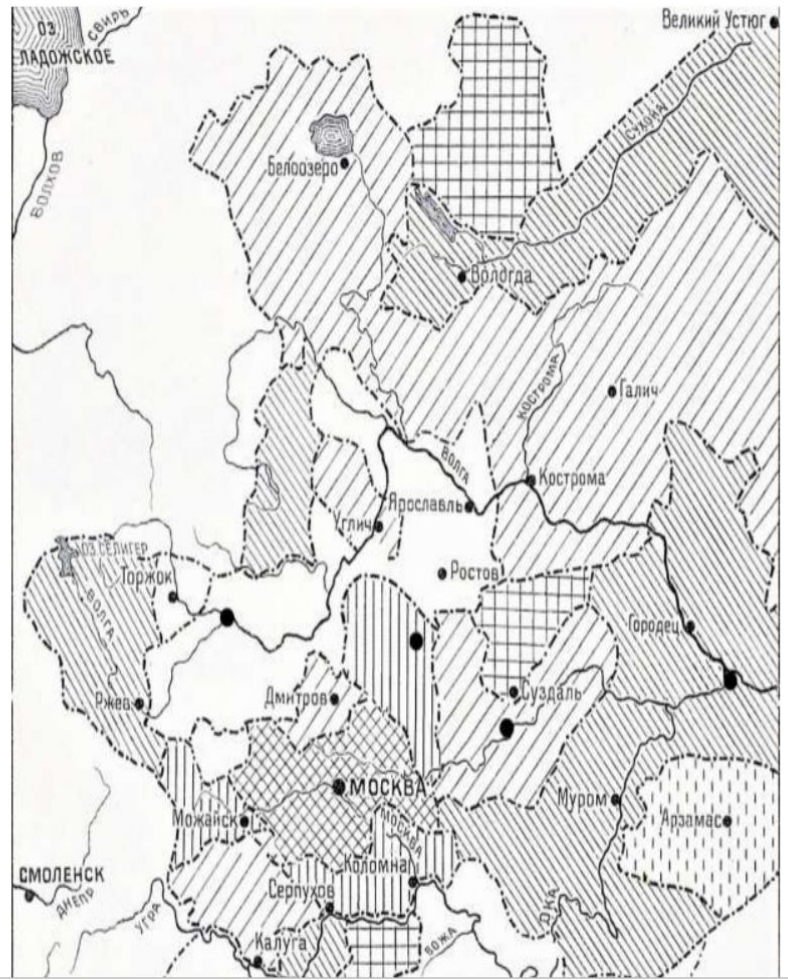 ОЗ.
ЛАДОЖСКОЕ
СВИРЬ
ВОЛХОВ
Великий Устюг
СУХОНА
Белоозеро
Вологда
КОСТРОМА
Галич
ВОЛГА
Кострома
Ярославль
Углич
Ростов
ОЗ. СЕЛИГЕР
Торжок
ВОЛГА
Ржев
Дмитров
Городец
Суздаль
МОСКВА
Можайск
МОСКВА
Муром
Арзамас
Коломна
СМОЛЕНСК
ДНЕПР
Серпухов
УГРА
Калуга
ВОЖА
ОКА